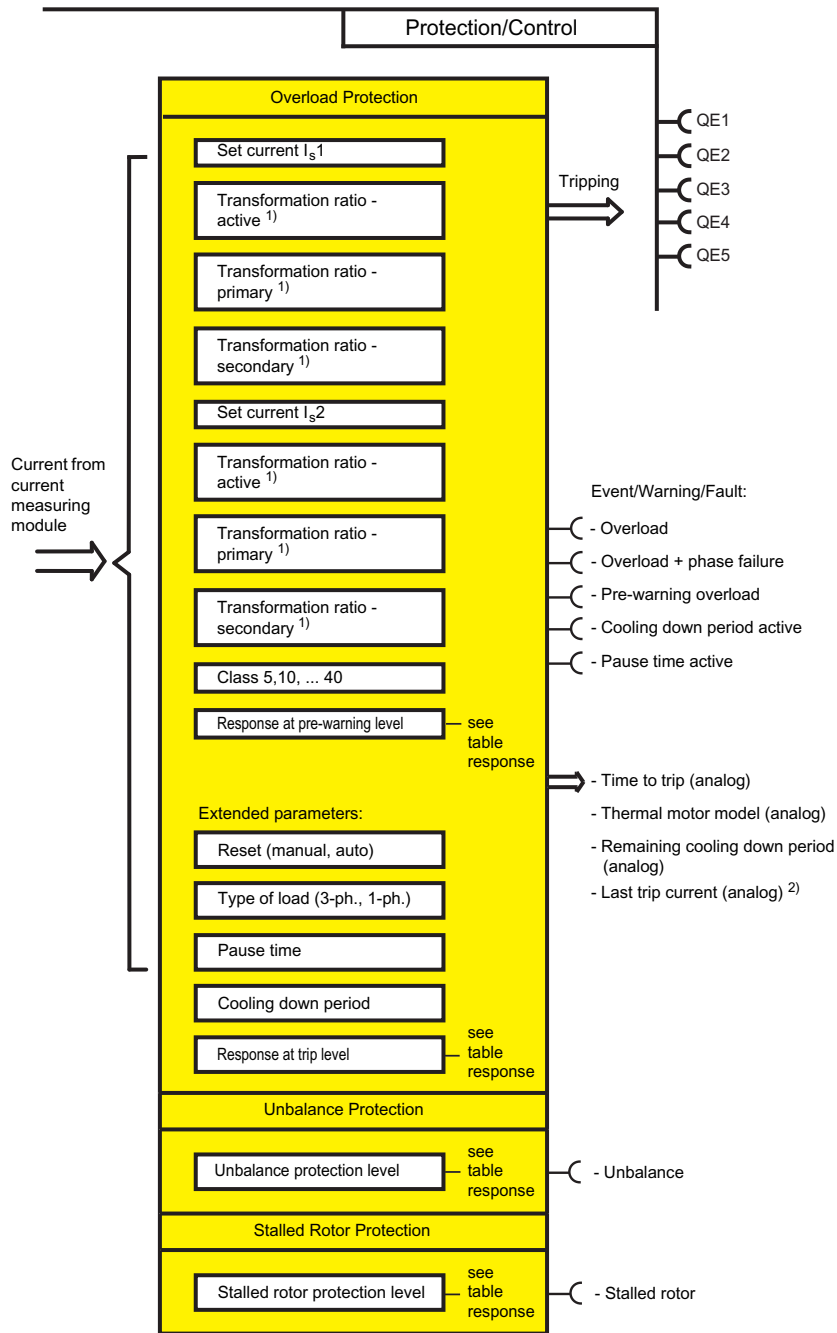 Protection/Control
Overload Protection
QE1
QE2
QE3
QE4
QE5
Tripping
Set current Is1
Transformation ratio -
active 1)
Transformation ratio -
primary 1)
Transformation ratio -
secondary 1)
Set current Is2
Transformation ratio -
active 1)
Transformation ratio -
primary 1)
Transformation ratio -
secondary 1)
Class 5,10, ... 40
Response at pre-warning level
see
table
response
Current from
current
measuring
module
Event/Warning/Fault:
- Overload
- Overload + phase failure
- Pre-warning overload
- Cooling down period active
- Pause time active
- Time to trip (analog)
- Thermal motor model (analog)
- Remaining cooling down period
(analog)
- Last trip current (analog) 2)
Extended parameters:
Reset (manual, auto)
Type of load (3-ph., 1-ph.)
Pause time
Cooling down period
Response at trip level
see
table
response
Unbalance Protection
Unbalance protection level
see
table
response
- Unbalance
Stalled Rotor Protection
Stalled rotor protection level
see
table
response
- Stalled rotor